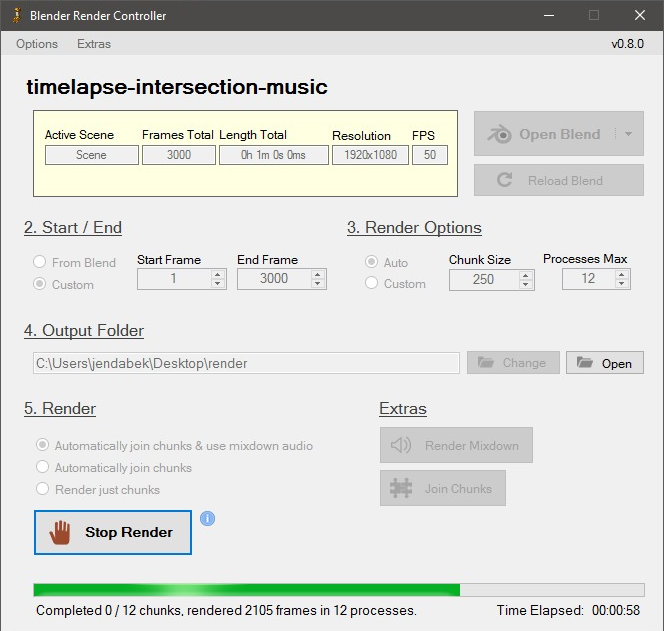 Blender Render Controller
Options Extras v0.8.0
timelapse-intersection-music
Active Scene Frames Total Length Total Resolution FPS
Scene 3000 0h 1m 0s 0ms 1920x1080 50
Open Blend
Reload Blend
2. Start / End
From Blend
Custom
Start Frame End Frame
1 3000
3. Render Options
Auto
Custom
Chunk Size Processes Max
250 12
4. Output Folder
C:\Users\jendabek\Desktop\render Change Open
5. Render
Automatically join chunks & use mixdown audio
Automatically join chunks
Render just chunks
Stop Render
Extras
Render Mixdown
Join Chunks
Completed 0 / 12 chunks, rendered 2105 frames in 12 processes. Time Elapsed: 00:00:58